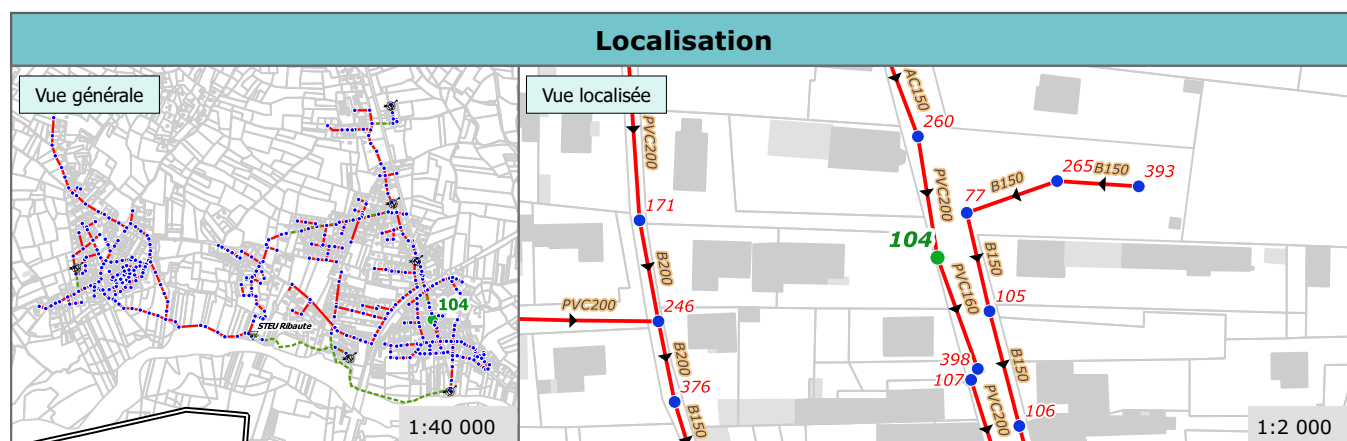 Localisation
Vue générale
104
STEU Ribaute
1:40 000
Vue localisée
PVC200
171
B200
PVC200
246
B200
376
B150
AC150
260
PVC200
104
PVC160
398
107
PVC200
77
B150
265
B150
393
B150
105
B150
106
1:2 000